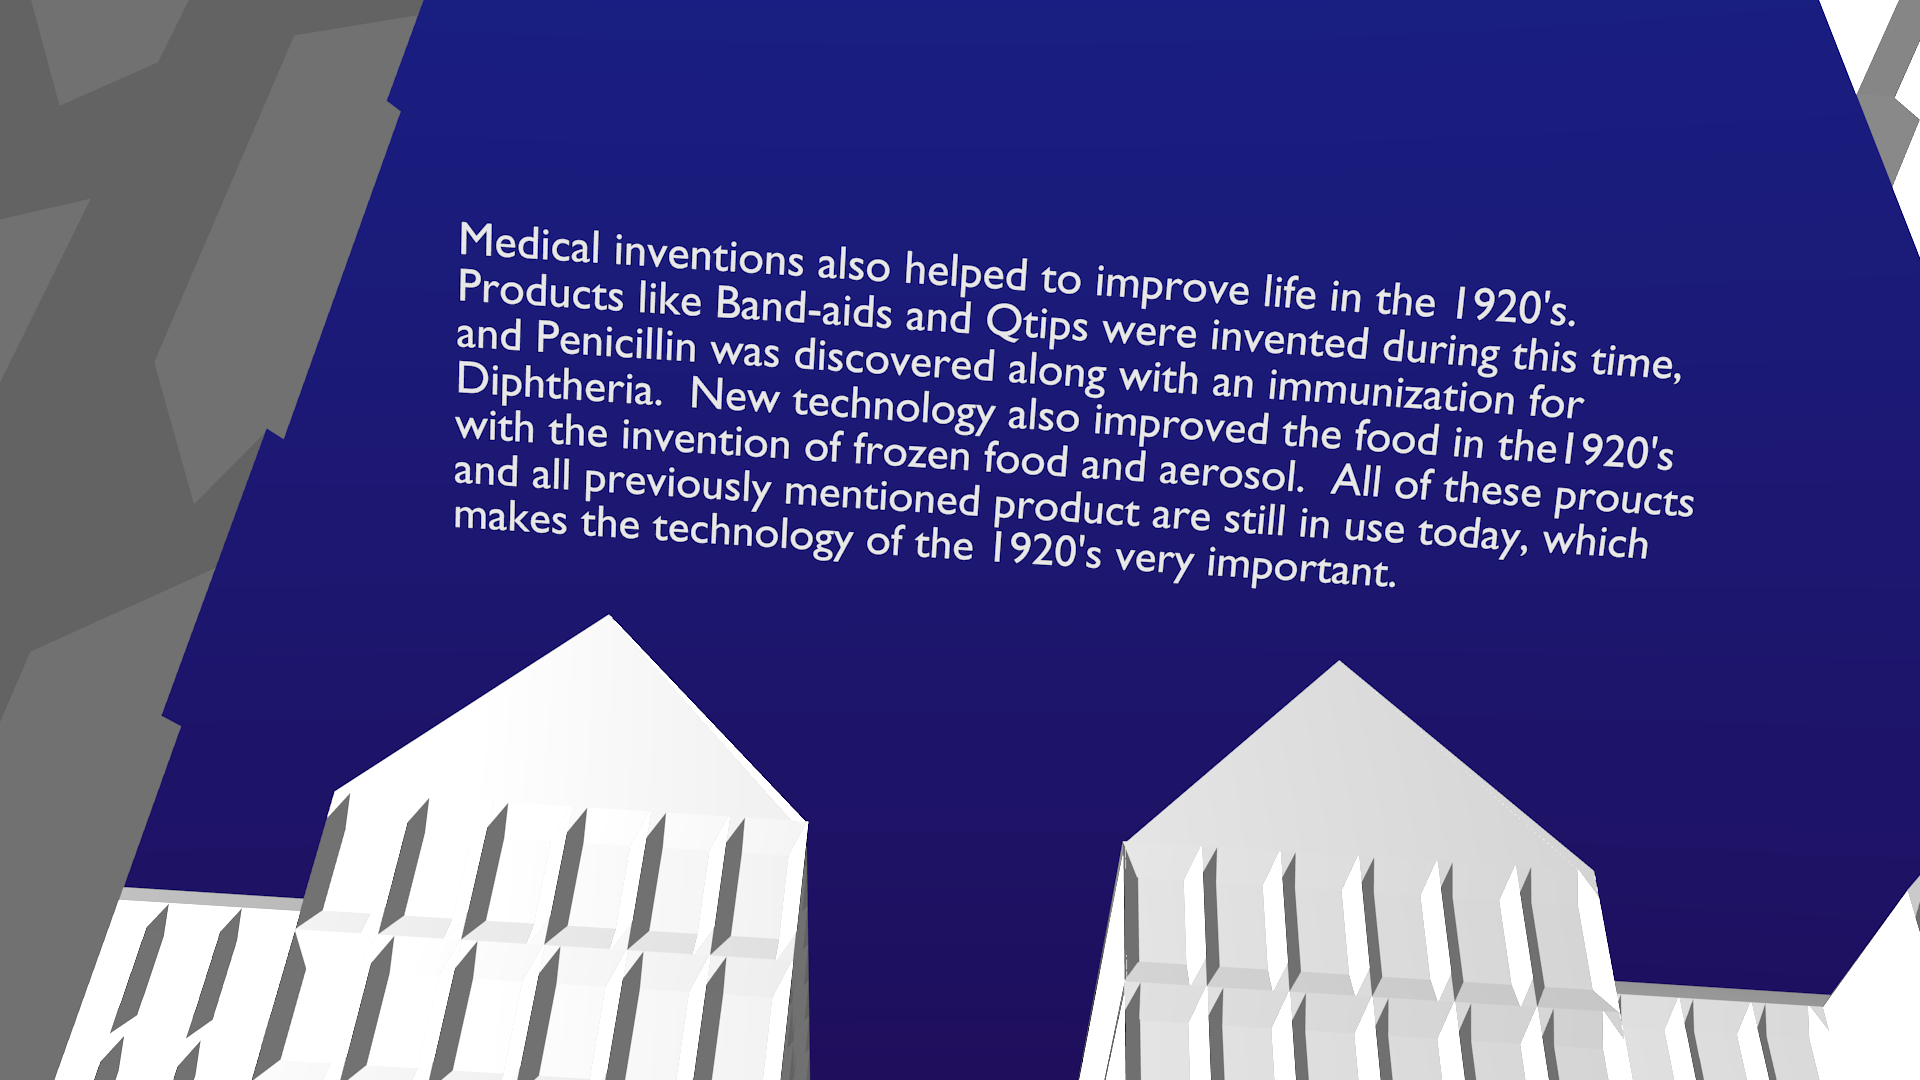 Medical inventions also helped to improve life in the 1920's.
Products like Band-aids and Qtips were invented during this time,
and Penicillin was discovered along with an immunization for
Diphtheria.  New technology also improved the food in the1920's
with the invention of frozen food and aerosol.  All of these proucts
and all previously mentioned product are still in use today, which
makes the technology of the 1920's very important.